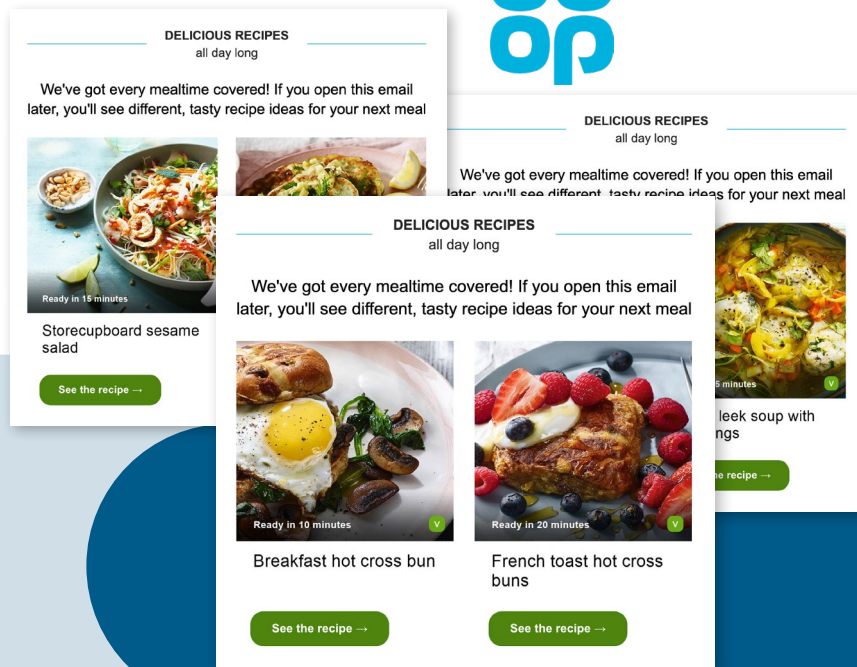 co
op
DELICIOUS RECIPES
all day long
We've got every mealtime covered! If you open this email
later, you'll see different, tasty recipe ideas for your next meal
Ready in 15 minutes
Storecupboard sesame
salad
See the recipe →
DELICIOUS RECIPES
all day long
We've got every mealtime covered! If you open this email
later, you'll see different, tasty recipe ideas for your next meal
5 minutes
V
leek soup with
ngs
e recipe →
DELICIOUS RECIPES
all day long
We've got every mealtime covered! If you open this email
later, you'll see different, tasty recipe ideas for your next meal
Ready in 10 minutes
V
Breakfast hot cross bun
See the recipe →
Ready in 20 minutes
V
French toast hot cross
buns
See the recipe →